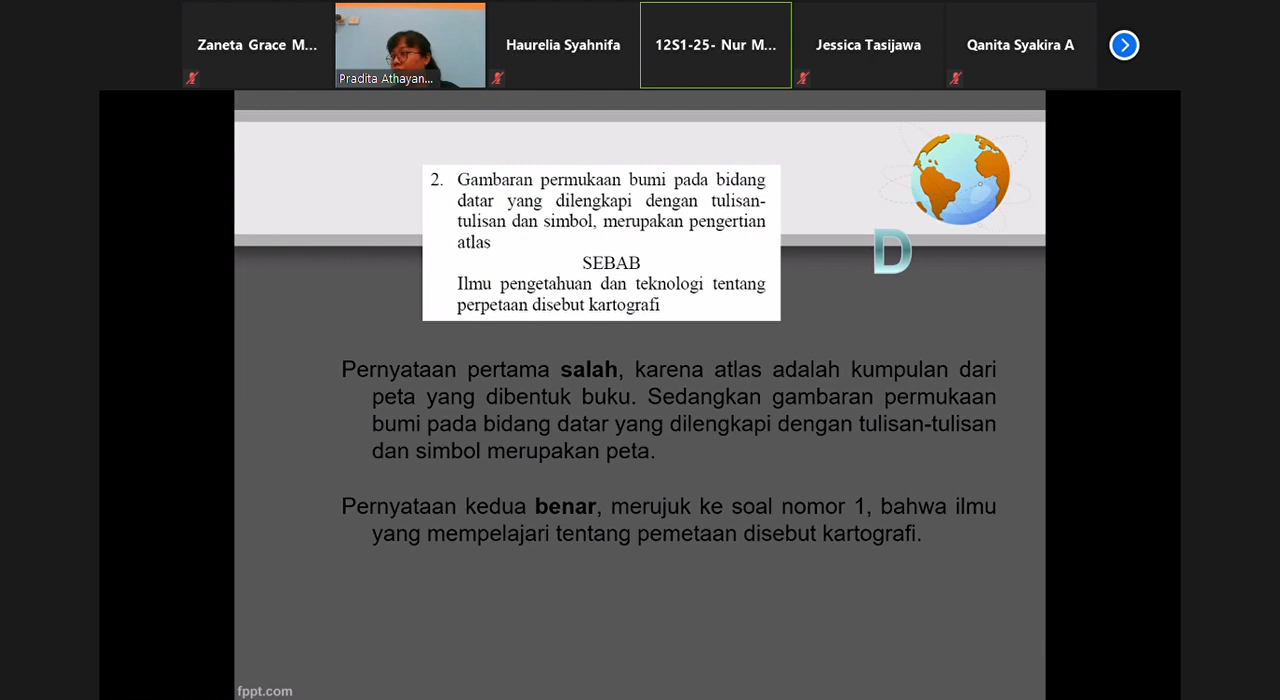 Zaneta Grace M...
Pradita Athayan...
Haurelia Syahnifa
12S1-25- Nur M...
Jessica Tasijawa
Qanita Syakira A
2. Gambaran permukaan bumi pada bidang
datar yang dilengkapi dengan tulisan-
tulisan dan simbol, merupakan pengertian
atlas
SEBAB
Ilmu pengetahuan dan teknologi tentang
perpetaan disebut kartografi
D
Pernyataan pertama salah, karena atlas adalah kumpulan dari
peta yang dibentuk buku. Sedangkan gambaran permukaan
bumi pada bidang datar yang dilengkapi dengan tulisan-tulisan
dan simbol merupakan peta.
Pernyataan kedua benar, merujuk ke soal nomor 1, bahwa ilmu
yang mempelajari tentang pemetaan disebut kartografi.
fppt.com